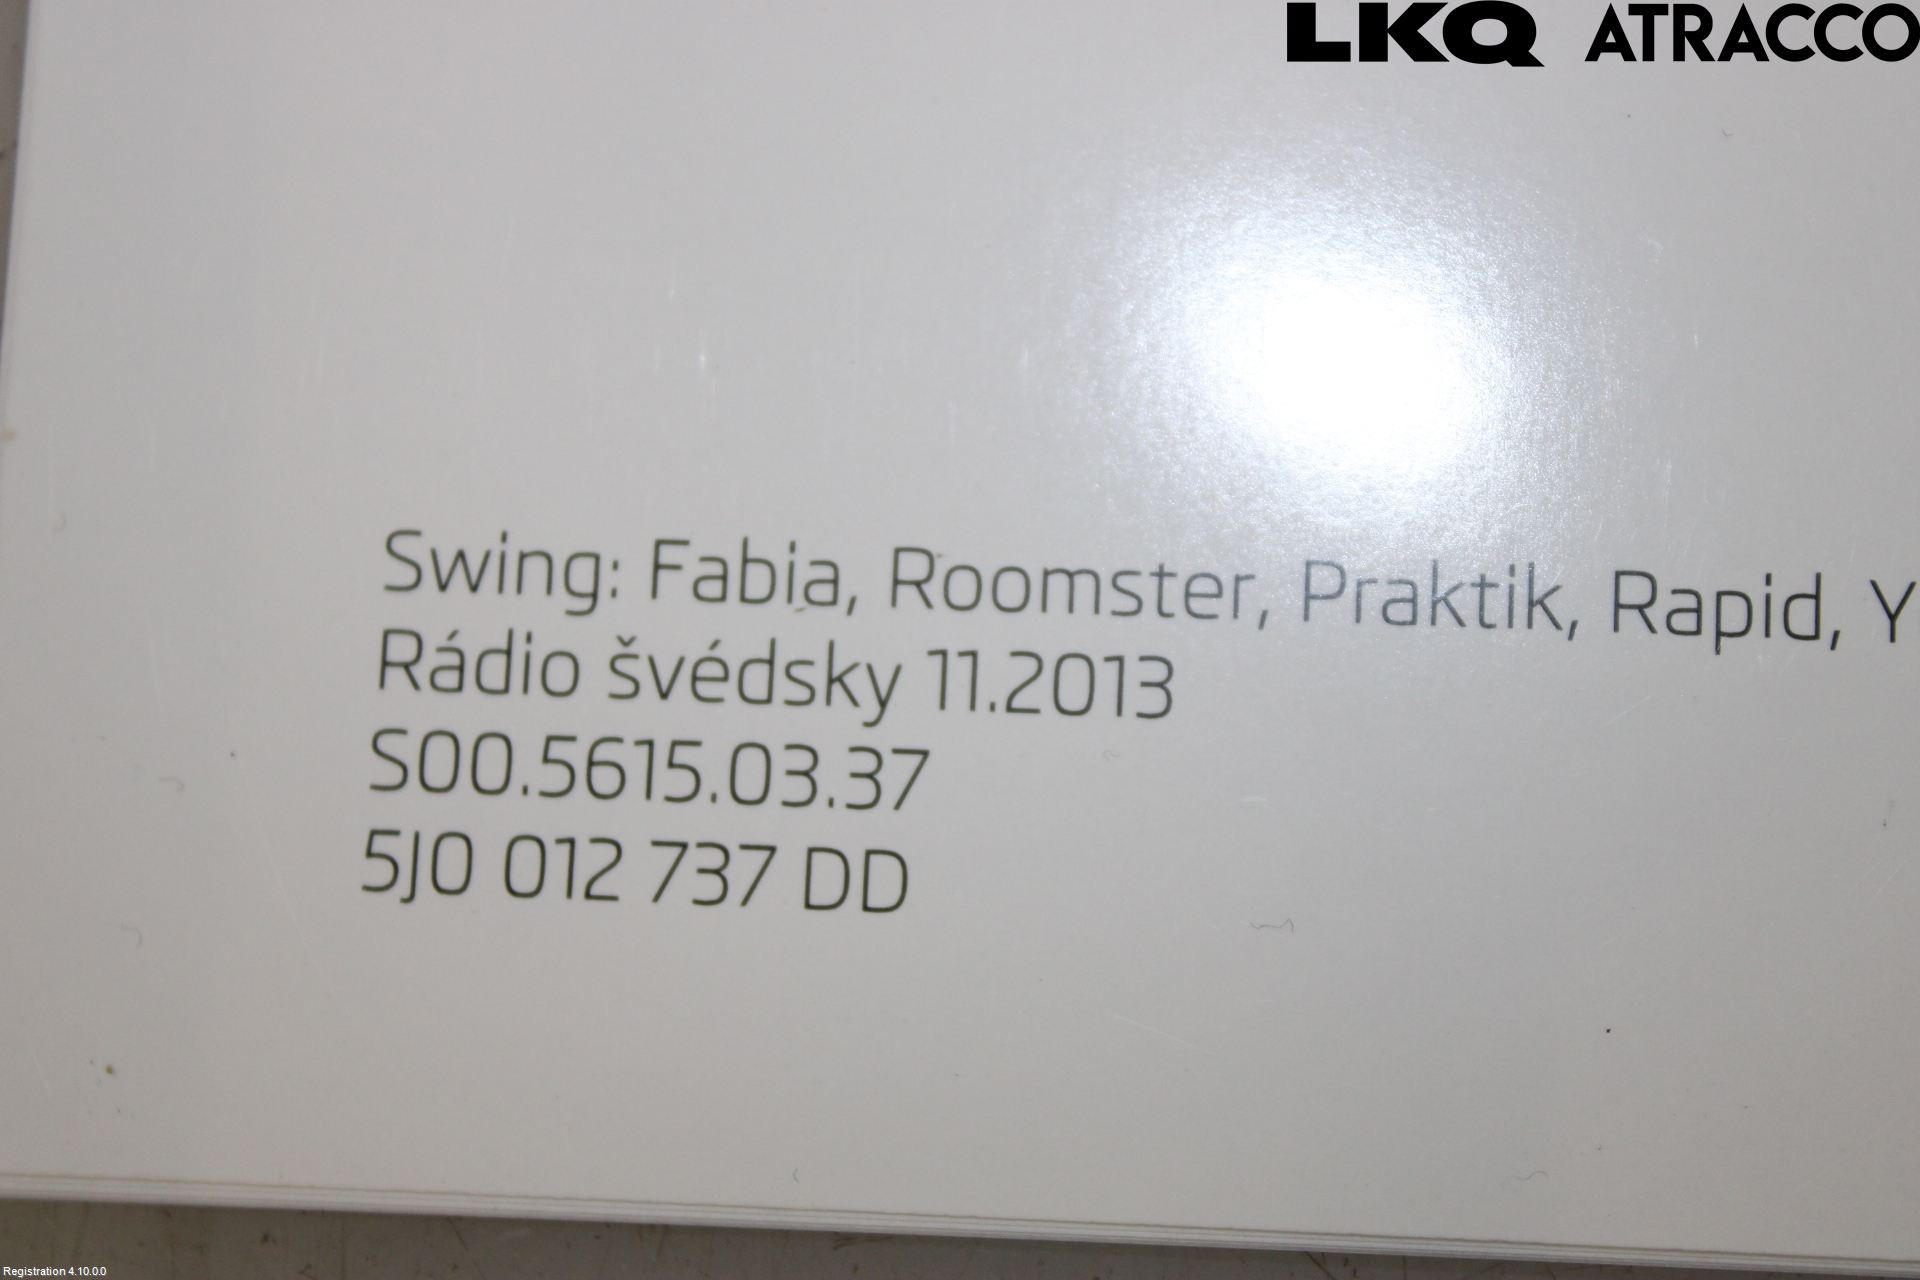 LKQ ATRACCO
Swing: Fabia, Roomster, Praktik, Rapid, Y
Rádio švédsky 11.2013
S00.5615.03.37
5J0 012 737 DD
Registration 4.10.0.0